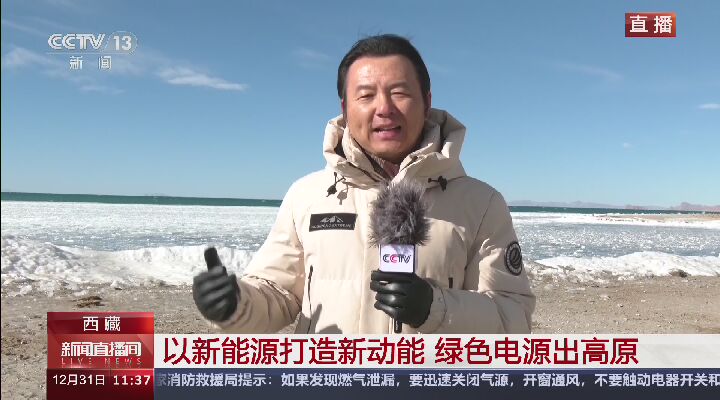 CCTV 13
新闻
直播
CCTV
西藏
新闻直播间
LIVE NEWS
以新能源打造新动能 绿色电源出高原
12月31日 11:37
家消防救援局提示：如果发现燃气泄漏，要迅速关闭气源，开窗通风，不要触动电器开关和